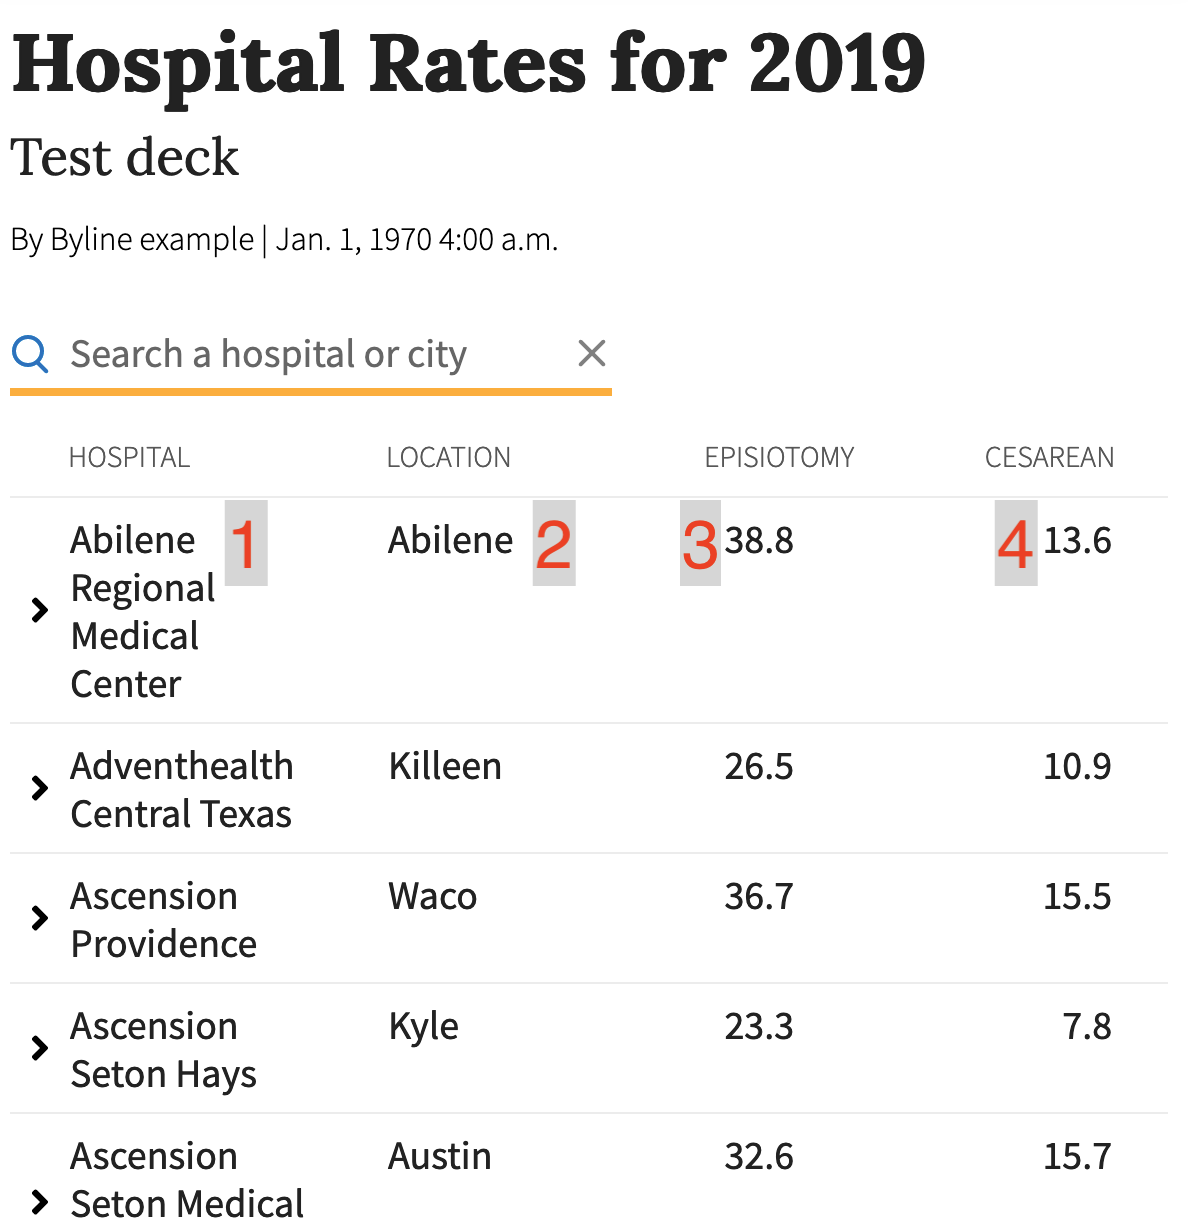 Hospital Rates for 2019
Test deck
By Byline example | Jan. 1, 1970 4:00 a.m.
Search a hospital or city
HOSPITAL LOCATION EPISIOTOMY CESAREAN
Abilene 1 Abilene 2 3 38.8 4 13.6
Regional
Medical
Center
Adventhealth Killeen 26.5 10.9
Central Texas
Ascension Waco 36.7 15.5
Providence
Ascension Kyle 23.3 7.8
Seton Hays
Ascension Austin 32.6 15.7
Seton Medical